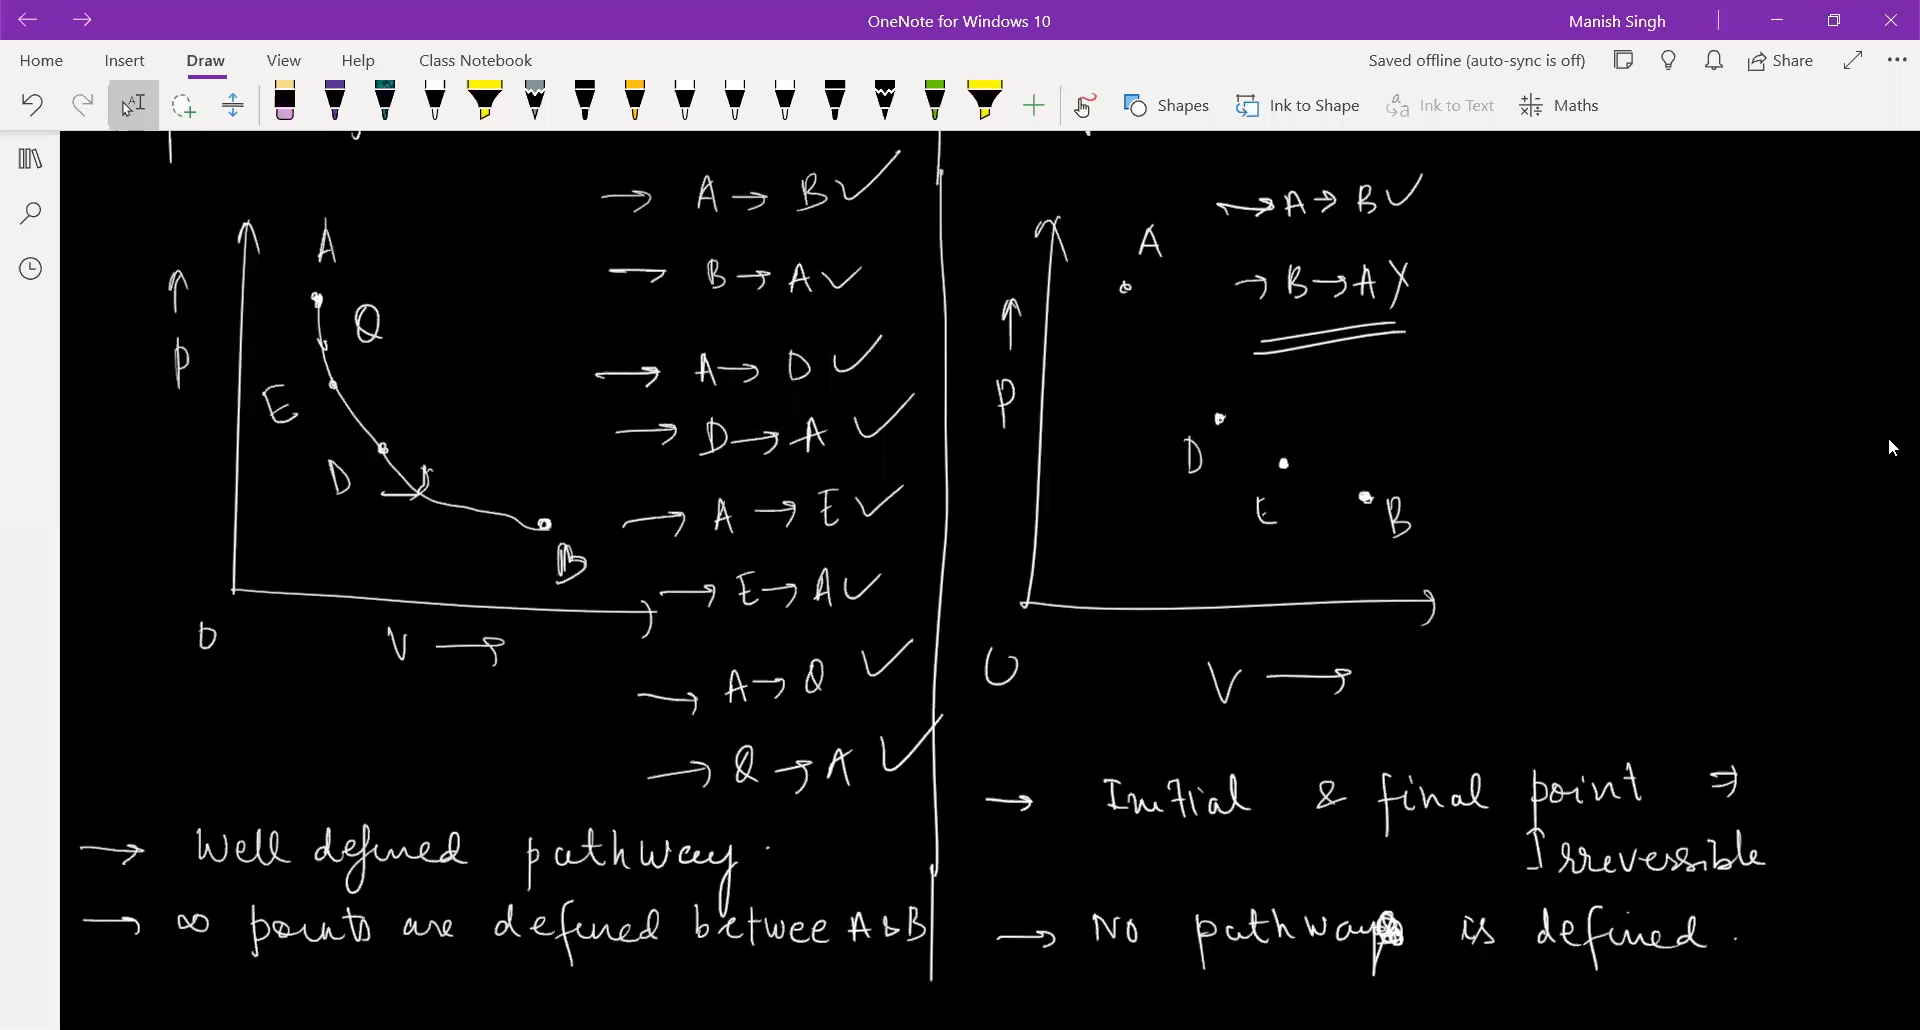 OneNote for Windows 10
Manish Singh
Home Insert Draw View Help Class Notebook
Saved offline (auto-sync is off) Share
Shapes Ink to Shape Ink to Text Maths
→ A → B ✓
→ B → A ✓
→ A → D ✓
→ D → A ✓
→ A → E ✓
→ E → A ✓
→ A → Q ✓
→ Q → A ✓
A
Q
E
D
B
↑
P
O
V →
→ Well defined pathway.
→ ∞ points are defined betwee A & B
→ A → B ✓
→ B → A X
A
D
E
B
↑
P
O
V →
→ Initial & final point ⇒
Irreversible
→ No pathway is defined.